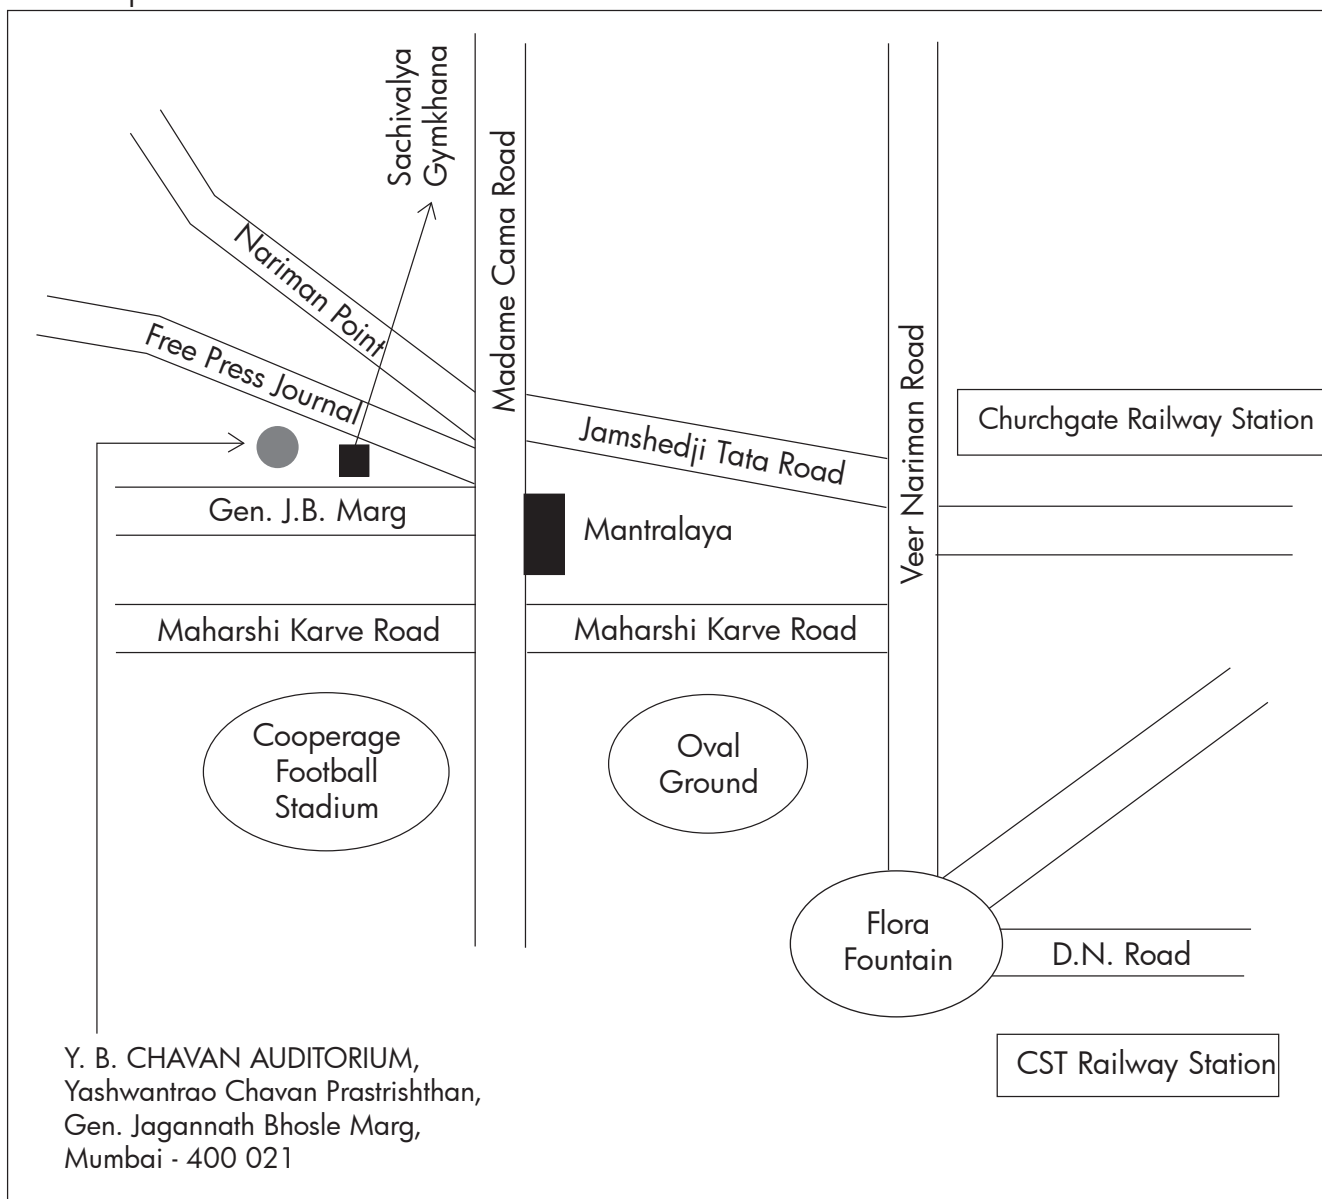 Sachivalya
Gymkhana
Madame Cama Road
Nariman Point
Free Press Journal
Jamshedji Tata Road
Veer Nariman Road
Churchgate Railway Station
Gen. J.B. Marg
Mantralaya
Maharshi Karve Road
Maharshi Karve Road
Cooperage
Football
Stadium
Oval
Ground
Flora
Fountain
D.N. Road
CST Railway Station
Y. B. CHAVAN AUDITORIUM,
Yashwantrao Chavan Prastrishthan,
Gen. Jagannath Bhosle Marg,
Mumbai - 400 021